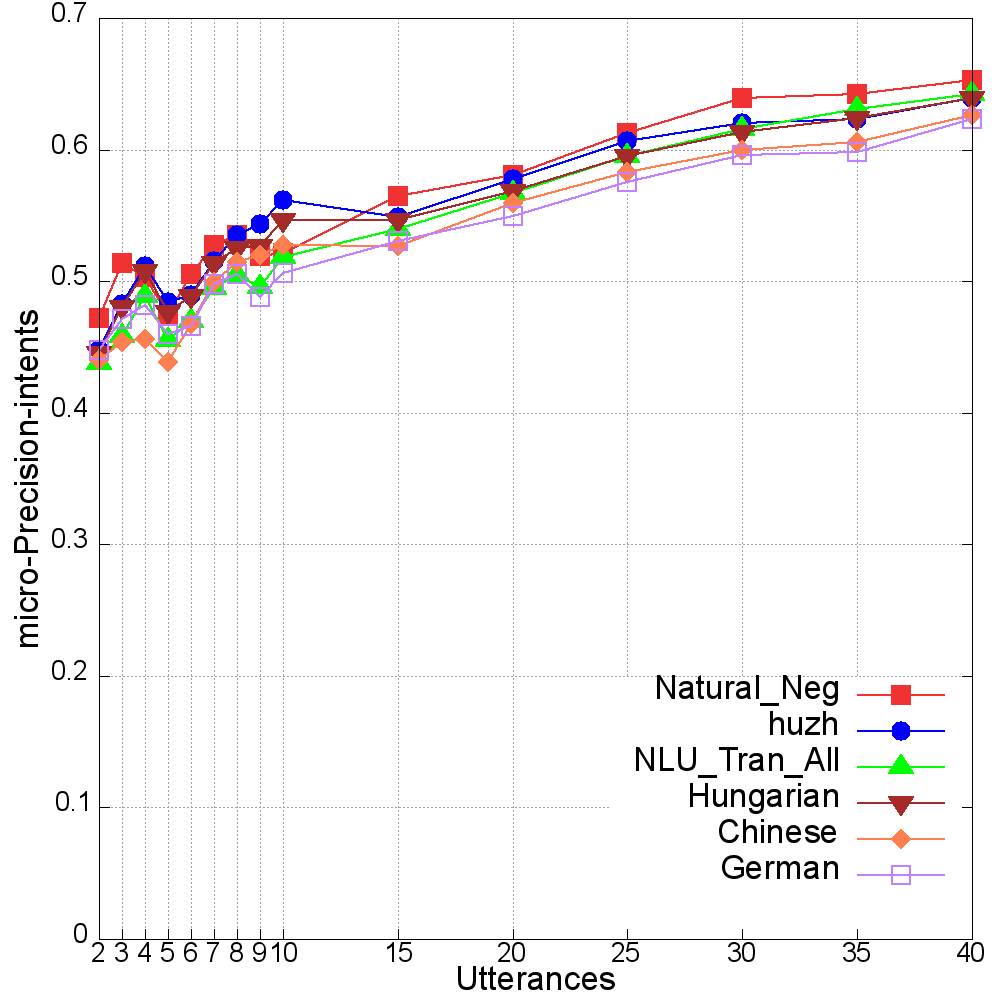 0.7
0.6
0.5
0.4
0.3
0.2
0.1
0
micro-Precision-intents
Natural_Neg
huzh
NLU_Tran_All
Hungarian
Chinese
German
2 3 4 5 6 7 8 9 10 15 20 25 30 35 40
Utterances